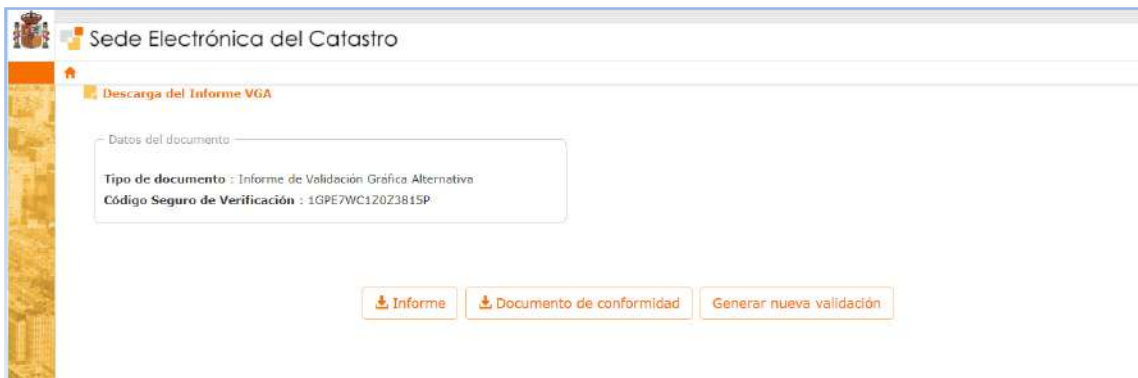 Sede Electrónica del Catastro
Descarga del Informe VGA
Datos del documento
Tipo de documento : Informe de Validación Gráfica Alternativa
Código Seguro de Verificación : 1GPE7WC1Z0Z3815P
Informe
Documento de conformidad
Generar nueva validación